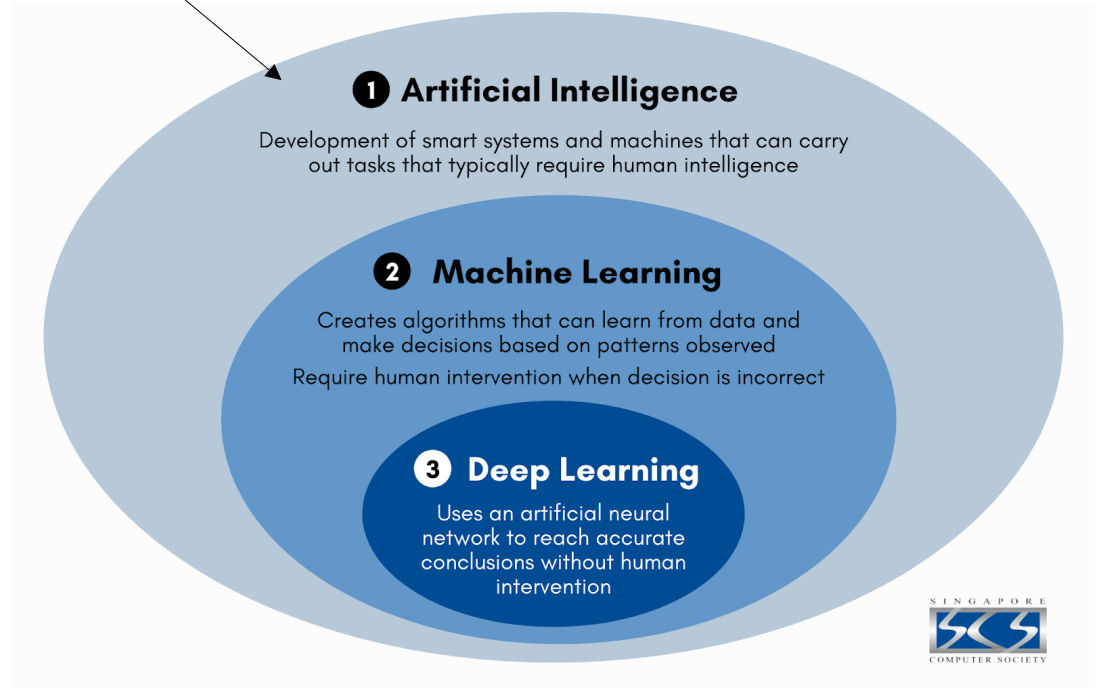 1 Artificial Intelligence
Development of smart systems and machines that can carry
out tasks that typically require human intelligence
2 Machine Learning
Creates algorithms that can learn from data and
make decisions based on patterns observed
Require human intervention when decision is incorrect
3 Deep Learning
Uses an artificial neural
network to reach accurate
conclusions without human
intervention
SINGAPORE
SCS
COMPUTER SOCIETY